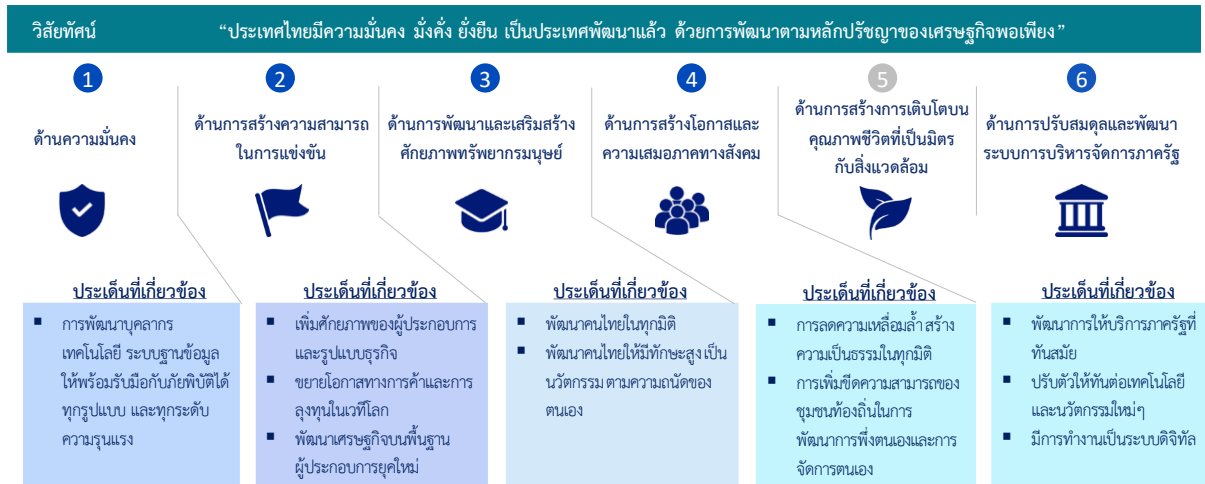 วิสัยทัศน์
“ประเทศไทยมีความมั่นคง มั่งคั่ง ยั่งยืน เป็นประเทศพัฒนาแล้ว ด้วยการพัฒนาตามหลักปรัชญาของเศรษฐกิจพอเพียง”
1
ด้านความมั่นคง
2
ด้านการสร้างความสามารถ
ในการแข่งขัน
3
ด้านการพัฒนาและเสริมสร้าง
ศักยภาพทรัพยากรมนุษย์
4
ด้านการสร้างโอกาสและ
ความเสมอภาคทางสังคม
5
ด้านการสร้างการเติบโตบน
คุณภาพชีวิตที่เป็นมิตร
กับสิ่งแวดล้อม
6
ด้านการปรับสมดุลและพัฒนา
ระบบการบริหารจัดการภาครัฐ
ประเด็นที่เกี่ยวข้อง
▪ การพัฒนาบุคลากร
เทคโนโลยี ระบบฐานข้อมูล
ให้พร้อมรับมือกับภัยพิบัติได้
ทุกรูปแบบ และทุกระดับ
ความรุนแรง
ประเด็นที่เกี่ยวข้อง
▪ เพิ่มศักยภาพของผู้ประกอบการ
และรูปแบบธุรกิจ
▪ ขยายโอกาสทางการค้าและการ
ลงทุนในเวทีโลก
▪ พัฒนาเศรษฐกิจบนพื้นฐาน
ผู้ประกอบการยุคใหม่
ประเด็นที่เกี่ยวข้อง
▪ พัฒนาคนไทยในทุกมิติ
▪ พัฒนาคนไทยให้มีทักษะสูง เป็น
นวัตกรรม ตามความถนัดของ
ตนเอง
ประเด็นที่เกี่ยวข้อง
▪ การลดความเหลื่อมล้ำ สร้าง
ความเป็นธรรมในทุกมิติ
▪ การเพิ่มขีดความสามารถของ
ชุมชนท้องถิ่นในการ
พัฒนาการพึ่งตนเองและการ
จัดการตนเอง
ประเด็นที่เกี่ยวข้อง
▪ พัฒนาการให้บริการภาครัฐที่
ทันสมัย
▪ ปรับตัวให้ทันต่อเทคโนโลยี
และนวัตกรรมใหม่ๆ
▪ มีการทำงานเป็นระบบดิจิทัล